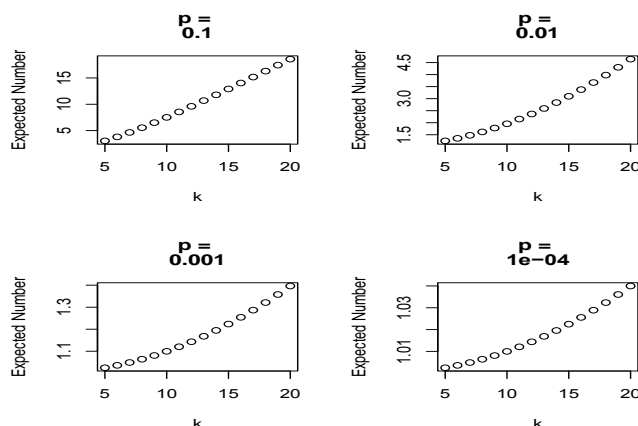 p =
0.1
Expected Number
5
10
15
5
10
15
20
k
p =
0.01
Expected Number
1.5
3.0
4.5
5
10
15
20
k
p =
0.001
Expected Number
1.1
1.3
5
10
15
20
k
p =
1e−04
Expected Number
1.01
1.03
5
10
15
20
k